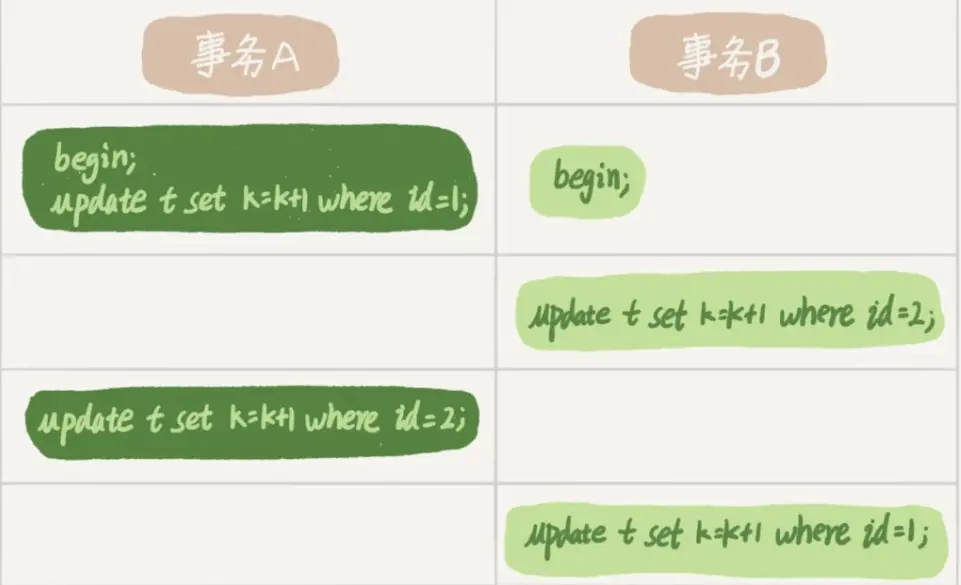 事务A
事务B
begin;
update t set k=k+1 where id=1;
begin;
update t set k=k+1 where id=2;
update t set k=k+1 where id=2;
update t set k=k+1 where id=1;